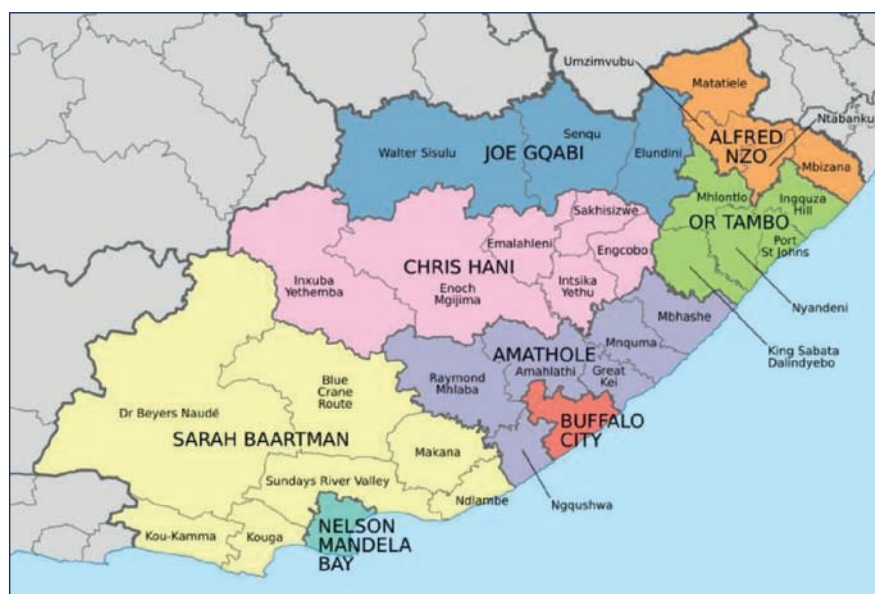 Umzimvubu
Matatiele
Ntabankulu
ALFRED
NZO
Mbizana
Walter Sisulu
JOE GQABI
Senqu
Elundini
Mhlontlo
Ingquza
Hill
OR TAMBO
Port
St Johns
Nyandeni
King Sabata
Dalindyebo
Sakhisizwe
Emalahleni
Engcobo
CHRIS HANI
Inxuba
Yethemba
Enoch
Mgijima
Intsika
Yethu
Mbhashe
Mnquma
AMATHOLE
Amahlathi
Great
Kei
Raymond
Mhlaba
BUFFALO
CITY
Ngqushwa
Blue
Crane
Route
Dr Beyers Naudé
SARAH BAARTMAN
Makana
Sundays River Valley
Ndlambe
Kou-Kamma
Kouga
NELSON
MANDELA
BAY